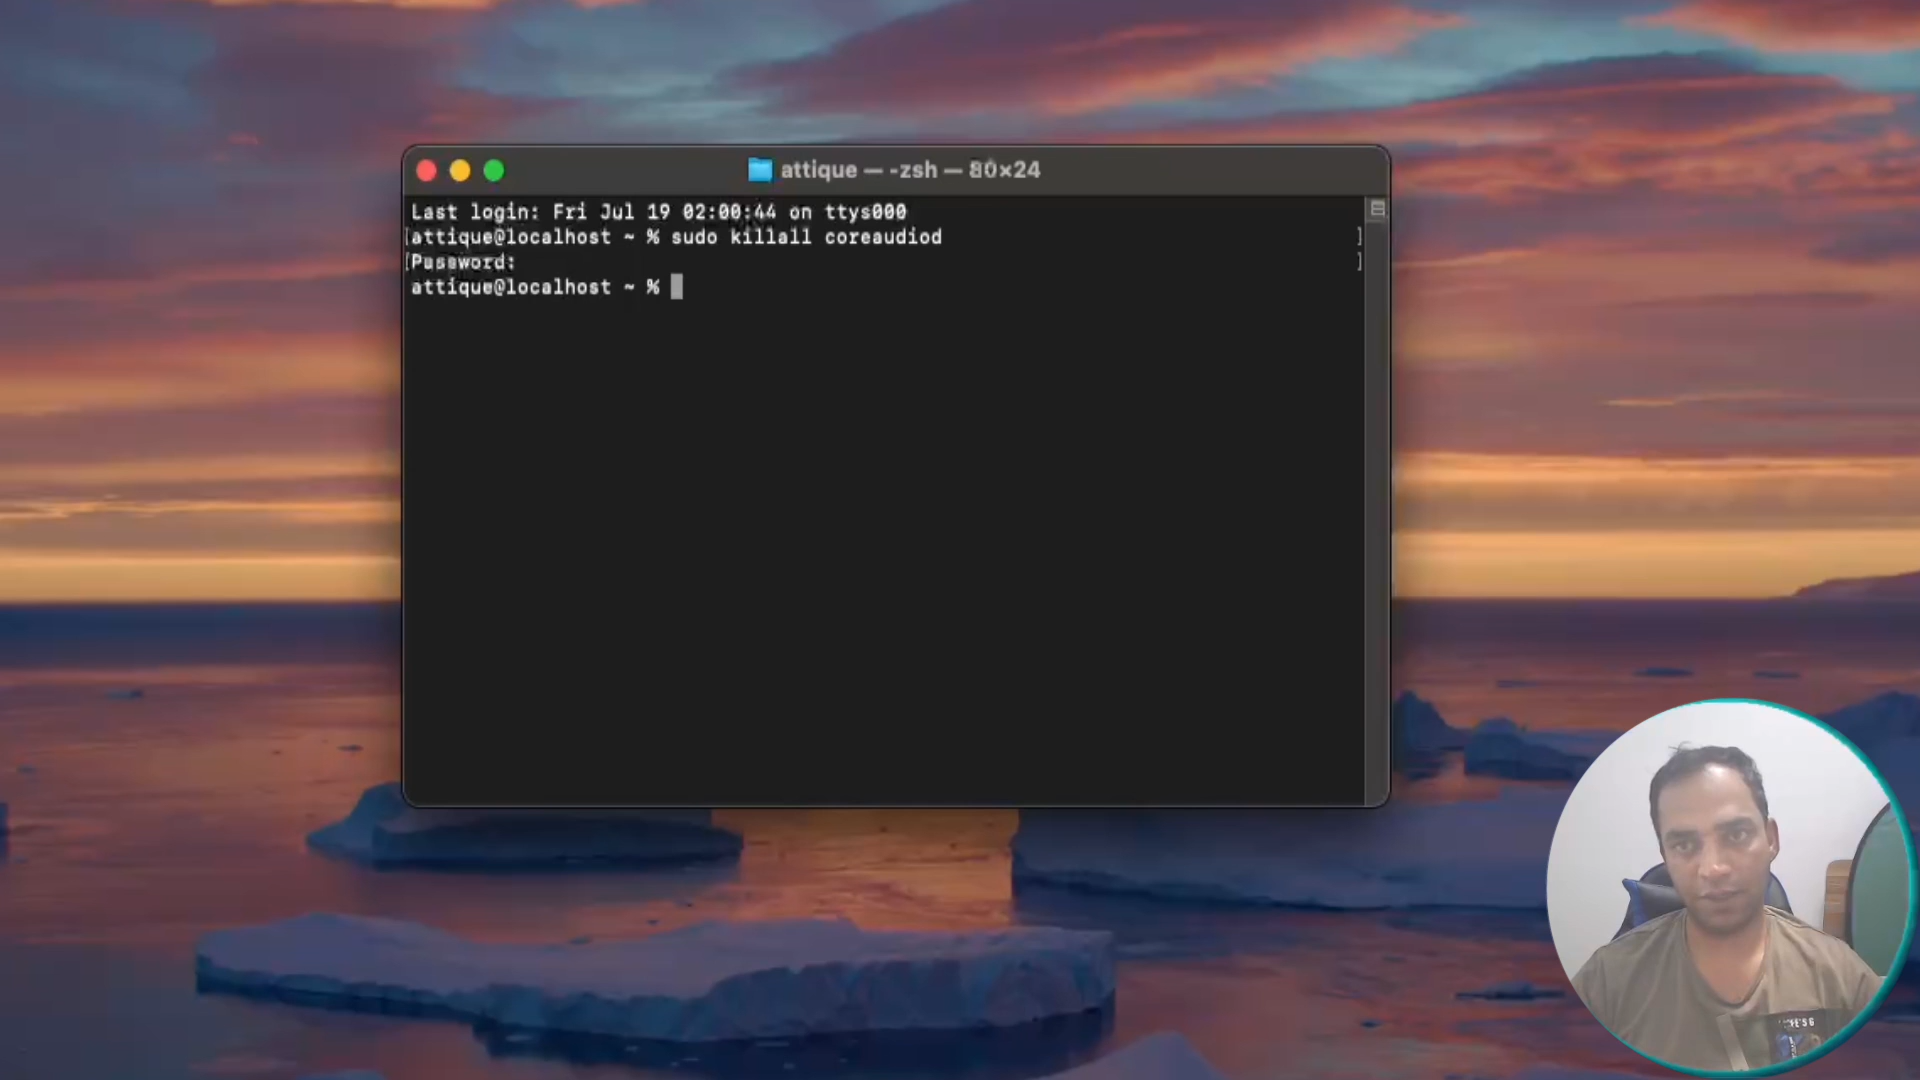 attique — -zsh — 80×24
Last login: Fri Jul 19 02:00:44 on ttys000
[attique@localhost ~ % sudo killall coreaudiod ]
[Password: ]
attique@localhost ~ %